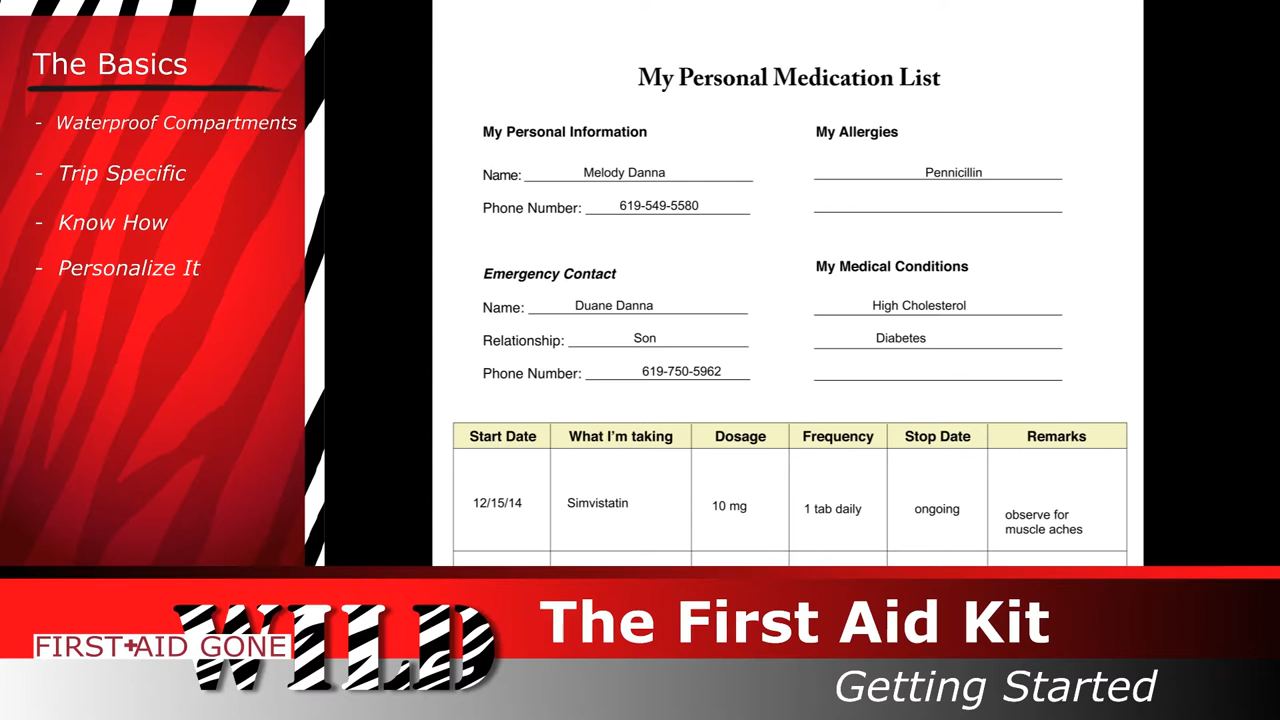 The Basics
- Waterproof Compartments
- Trip Specific
- Know How
- Personalize It
My Personal Medication List
My Personal Information
Name: Melody Danna
Phone Number: 619-549-5580
My Allergies
Pennicillin
Emergency Contact
Name: Duane Danna
Relationship: Son
Phone Number: 619-750-5962
My Medical Conditions
High Cholesterol
Diabetes
Start Date What I'm taking Dosage Frequency Stop Date Remarks
12/15/14 Simvistatin 10 mg 1 tab daily ongoing observe for
muscle aches
FIRST+AID GONE WILD
The First Aid Kit
Getting Started